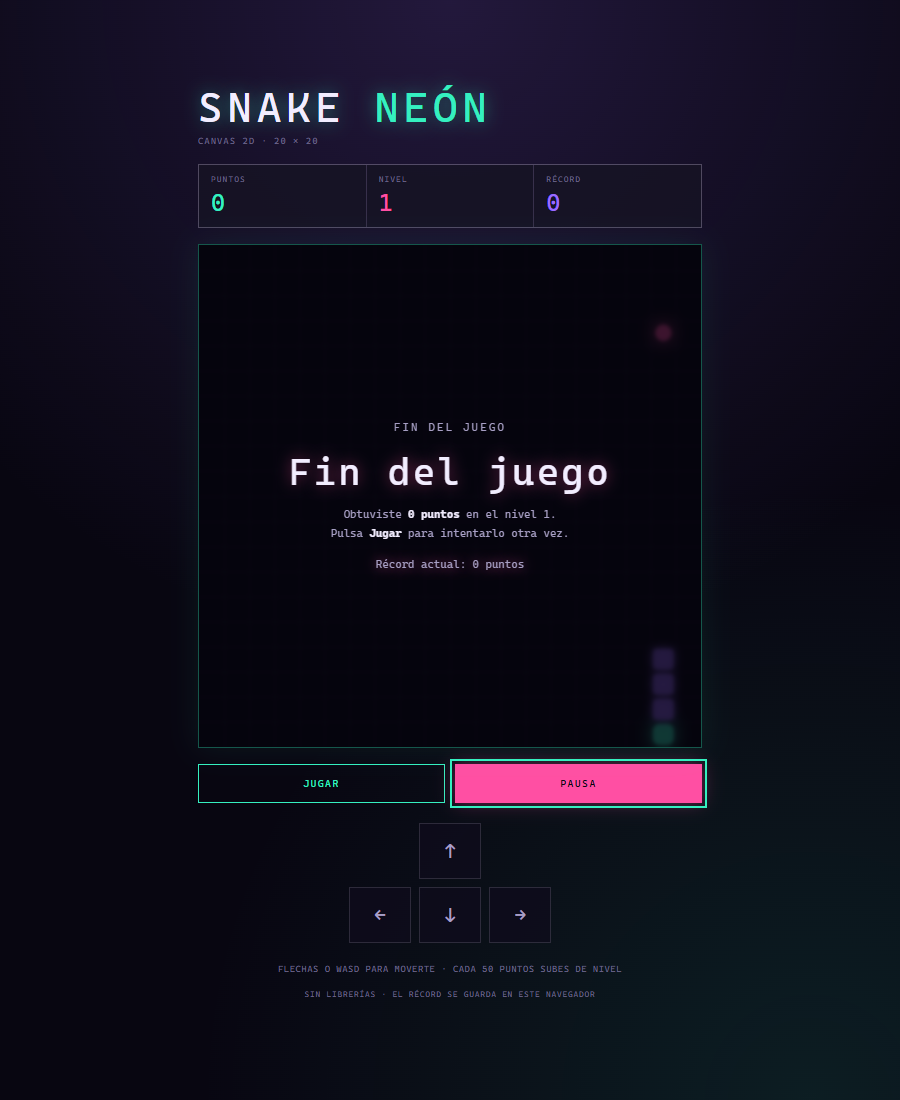 SNAKE NEÓN
CANVAS 2D · 20 × 20
PUNTOS
0
NIVEL
1
RÉCORD
0
FIN DEL JUEGO
Fin del juego
Obtuviste 0 puntos en el nivel 1.
Pulsa Jugar para intentarlo otra vez.
Récord actual: 0 puntos
JUGAR
PAUSA
↑
← ↓ →
FLECHAS O WASD PARA MOVERTE · CADA 50 PUNTOS SUBES DE NIVEL
SIN LIBRERÍAS · EL RÉCORD SE GUARDA EN ESTE NAVEGADOR